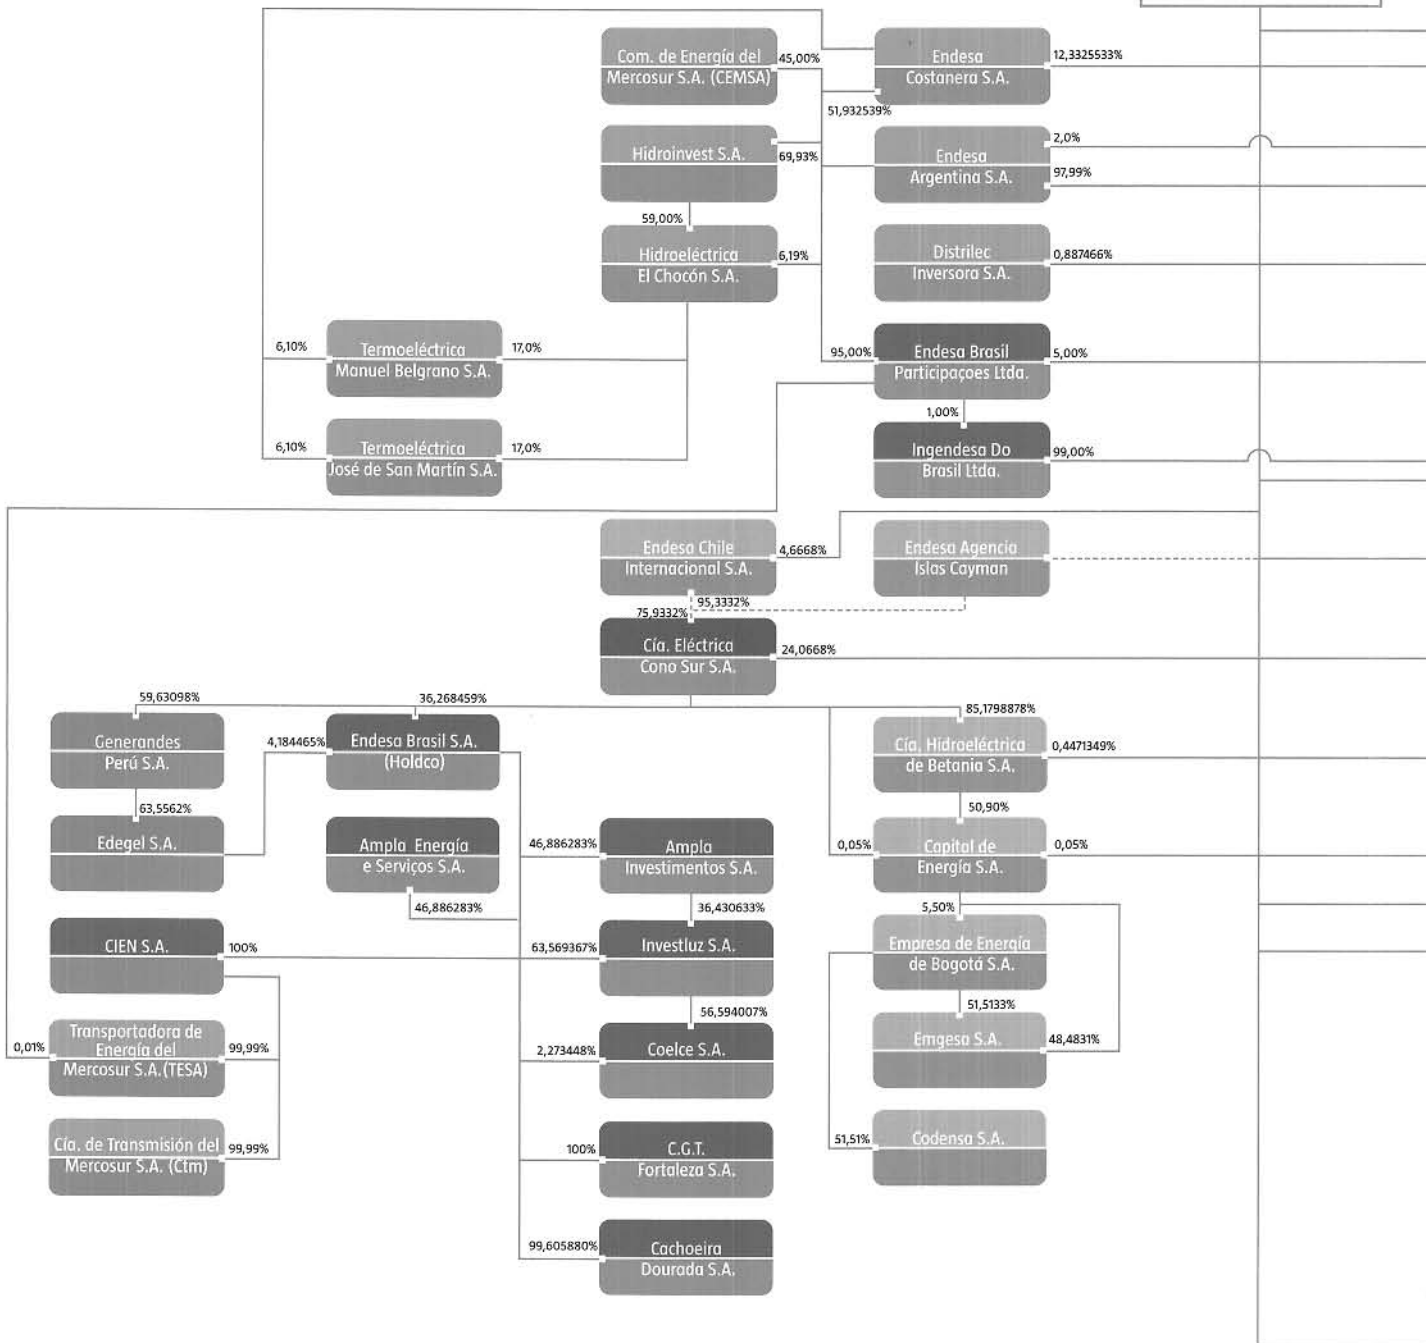 Com. de Energía del
Mercosur S.A. (CEMSA)
45,00%
Endesa
Costanera S.A.
12,3325533%
51,932539%
Hidroinvest S.A.
69,93%
Endesa
Argentina S.A.
2,0%
97,99%
59,00%
Hidroeléctrica
El Chocón S.A.
6,19%
Distrilec
Inversora S.A.
0,887466%
6,10%
Termoeléctrica
Manuel Belgrano S.A.
17,0%
95,00%
Endesa Brasil
Participaçoes Ltda.
5,00%
1,00%
6,10%
Termoeléctrica
José de San Martín S.A.
17,0%
Ingendesa Do
Brasil Ltda.
99,00%
Endesa Chile
Internacional S.A.
4,6668%
Endesa Agencia
Islas Cayman
95,3332%
75,9332%
Cía. Eléctrica
Cono Sur S.A.
24,0668%
59,63098%
36,268459%
85,1798878%
Generandes
Perú S.A.
4,184465%
Endesa Brasil S.A.
(Holdco)
Cía. Hidroeléctrica
de Betania S.A.
0,4471349%
63,5562%
50,90%
Edegel S.A.
Ampla Energía
e Serviços S.A.
46,886283%
Ampla
Investimentos S.A.
0,05%
Capital de
Energía S.A.
0,05%
46,886283%
36,430633%
5,50%
CIEN S.A.
100%
63,569367%
Investluz S.A.
Empresa de Energía
de Bogotá S.A.
56,594007%
51,5133%
0,01%
Transportadora de
Energía del
Mercosur S.A.(TESA)
99,99%
2,273448%
Coelce S.A.
Emgesa S.A.
48,4831%
Cía. de Transmisión del
Mercosur S.A. (Ctm)
99,99%
100%
C.G.T.
Fortaleza S.A.
51,51%
Codensa S.A.
99,605880%
Cachoeira
Dourada S.A.